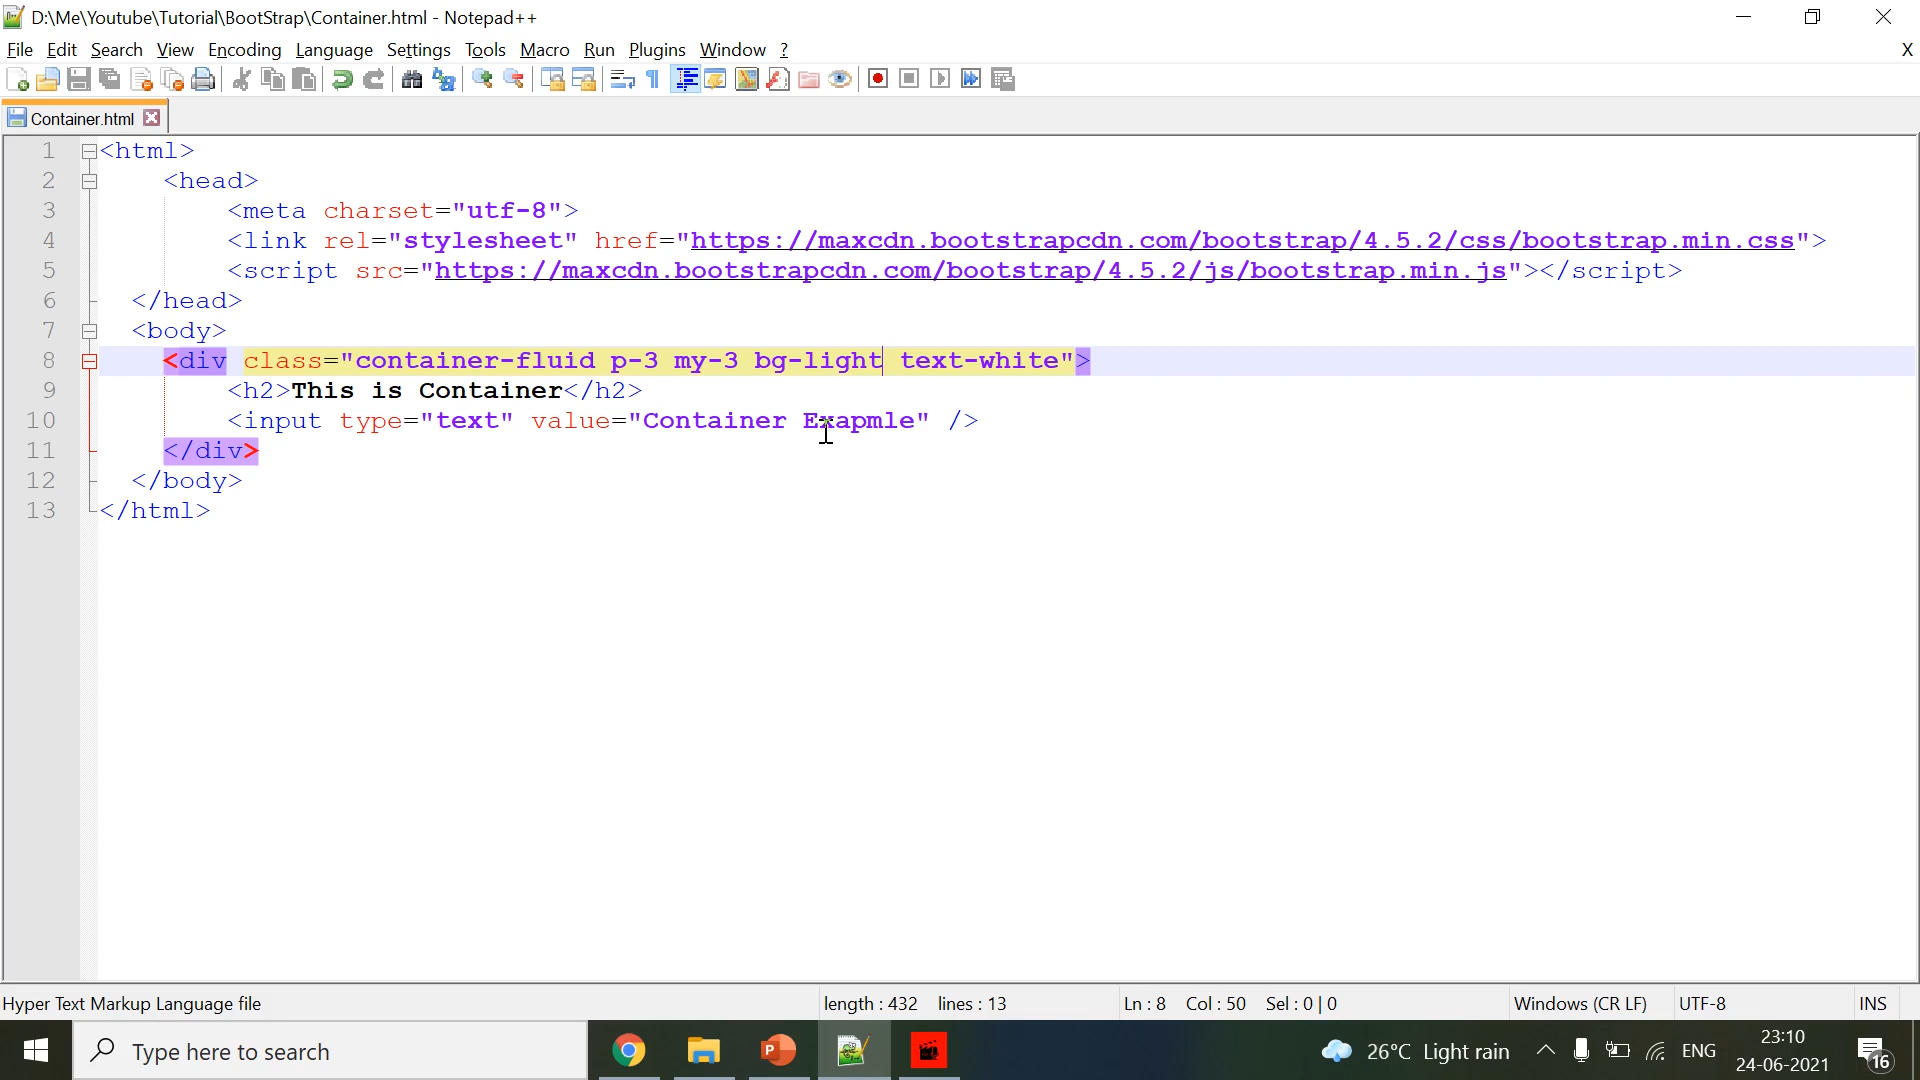 D:\Me\Youtube\Tutorial\BootStrap\Container.html - Notepad++
File Edit Search View Encoding Language Settings Tools Macro Run Plugins Window ? X
Container.html
1 <html>
2 <head>
3 <meta charset="utf-8">
4 <link rel="stylesheet" href="https://maxcdn.bootstrapcdn.com/bootstrap/4.5.2/css/bootstrap.min.css">
5 <script src="https://maxcdn.bootstrapcdn.com/bootstrap/4.5.2/js/bootstrap.min.js"></script>
6 </head>
7 <body>
8 <div class="container-fluid p-3 my-3 bg-light text-white">
9 <h2>This is Container</h2>
10 <input type="text" value="Container Exapmle" />
11 </div>
12 </body>
13 </html>
Hyper Text Markup Language file length : 432 lines : 13 Ln : 8 Col : 50 Sel : 0 | 0 Windows (CR LF) UTF-8 INS
Type here to search 26°C Light rain ENG 23:10
24-06-2021 16